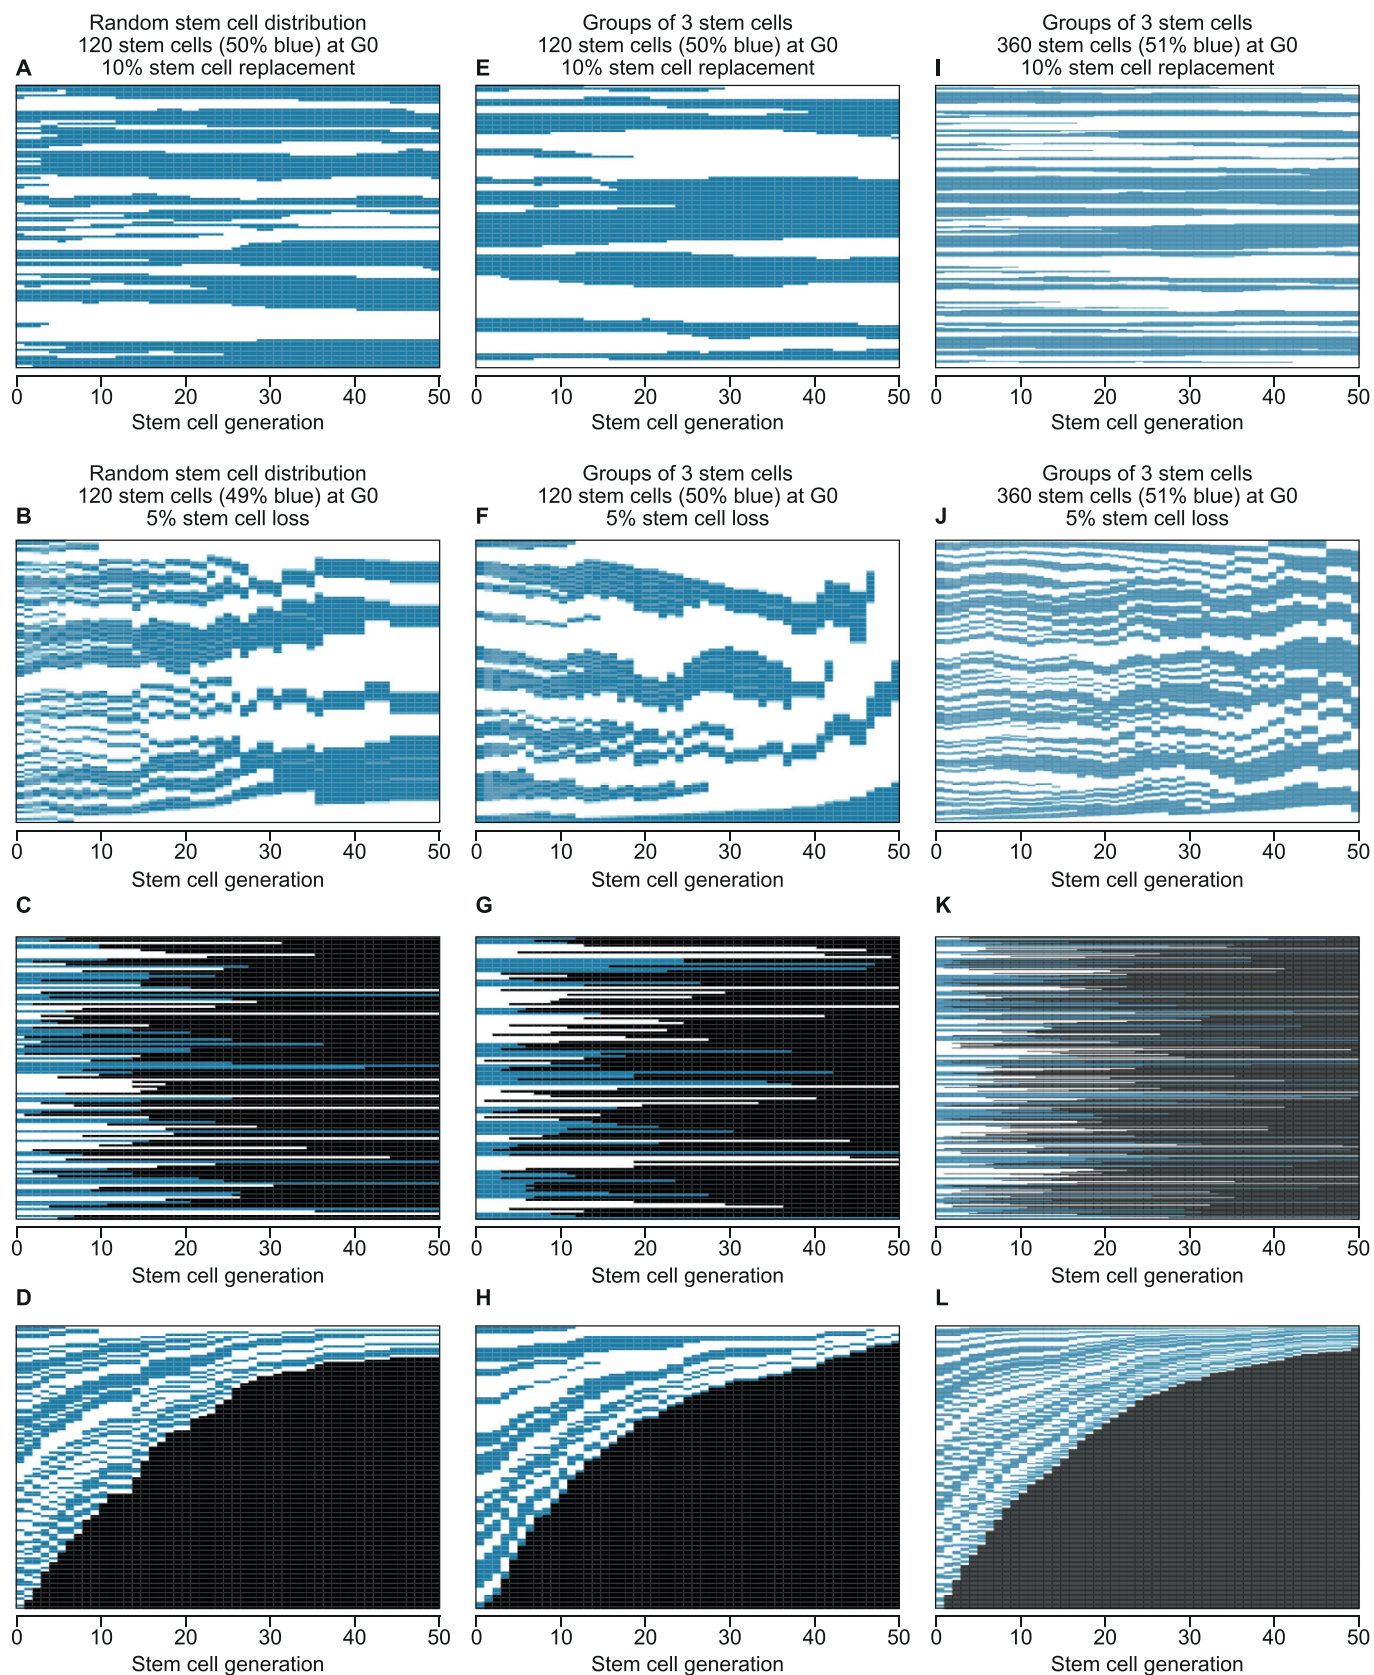 Random stem cell distribution
120 stem cells (50% blue) at G0
10% stem cell replacement
A
0 10 20 30 40 50
Stem cell generation
Groups of 3 stem cells
120 stem cells (50% blue) at G0
10% stem cell replacement
E
0 10 20 30 40 50
Stem cell generation
Groups of 3 stem cells
360 stem cells (51% blue) at G0
10% stem cell replacement
I
0 10 20 30 40 50
Stem cell generation
Random stem cell distribution
120 stem cells (49% blue) at G0
5% stem cell loss
B
0 10 20 30 40 50
Stem cell generation
Groups of 3 stem cells
120 stem cells (50% blue) at G0
5% stem cell loss
F
0 10 20 30 40 50
Stem cell generation
Groups of 3 stem cells
360 stem cells (51% blue) at G0
5% stem cell loss
J
0 10 20 30 40 50
Stem cell generation
C
0 10 20 30 40 50
Stem cell generation
G
0 10 20 30 40 50
Stem cell generation
K
0 10 20 30 40 50
Stem cell generation
D
0 10 20 30 40 50
Stem cell generation
H
0 10 20 30 40 50
Stem cell generation
L
0 10 20 30 40 50
Stem cell generation